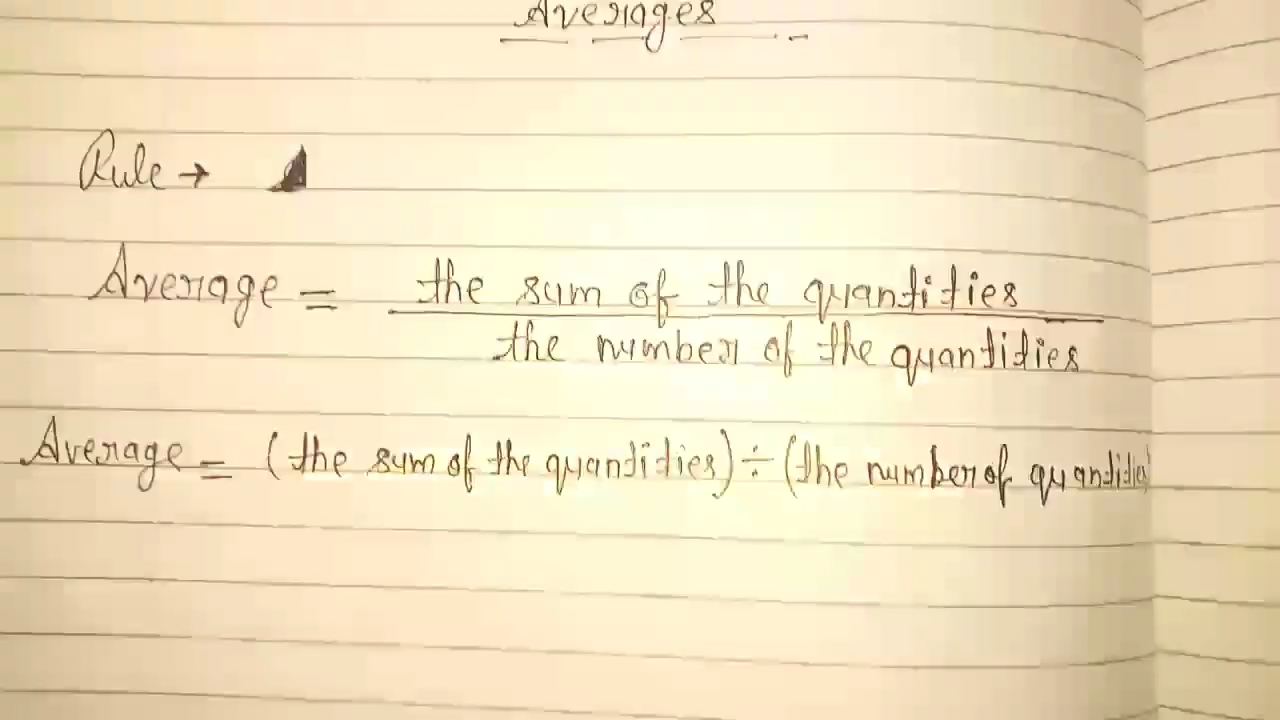 Averages
Rule →
Average = the sum of the quantities
the number of the quantities
Average = (the sum of the quantities) ÷ (the number of quantities)